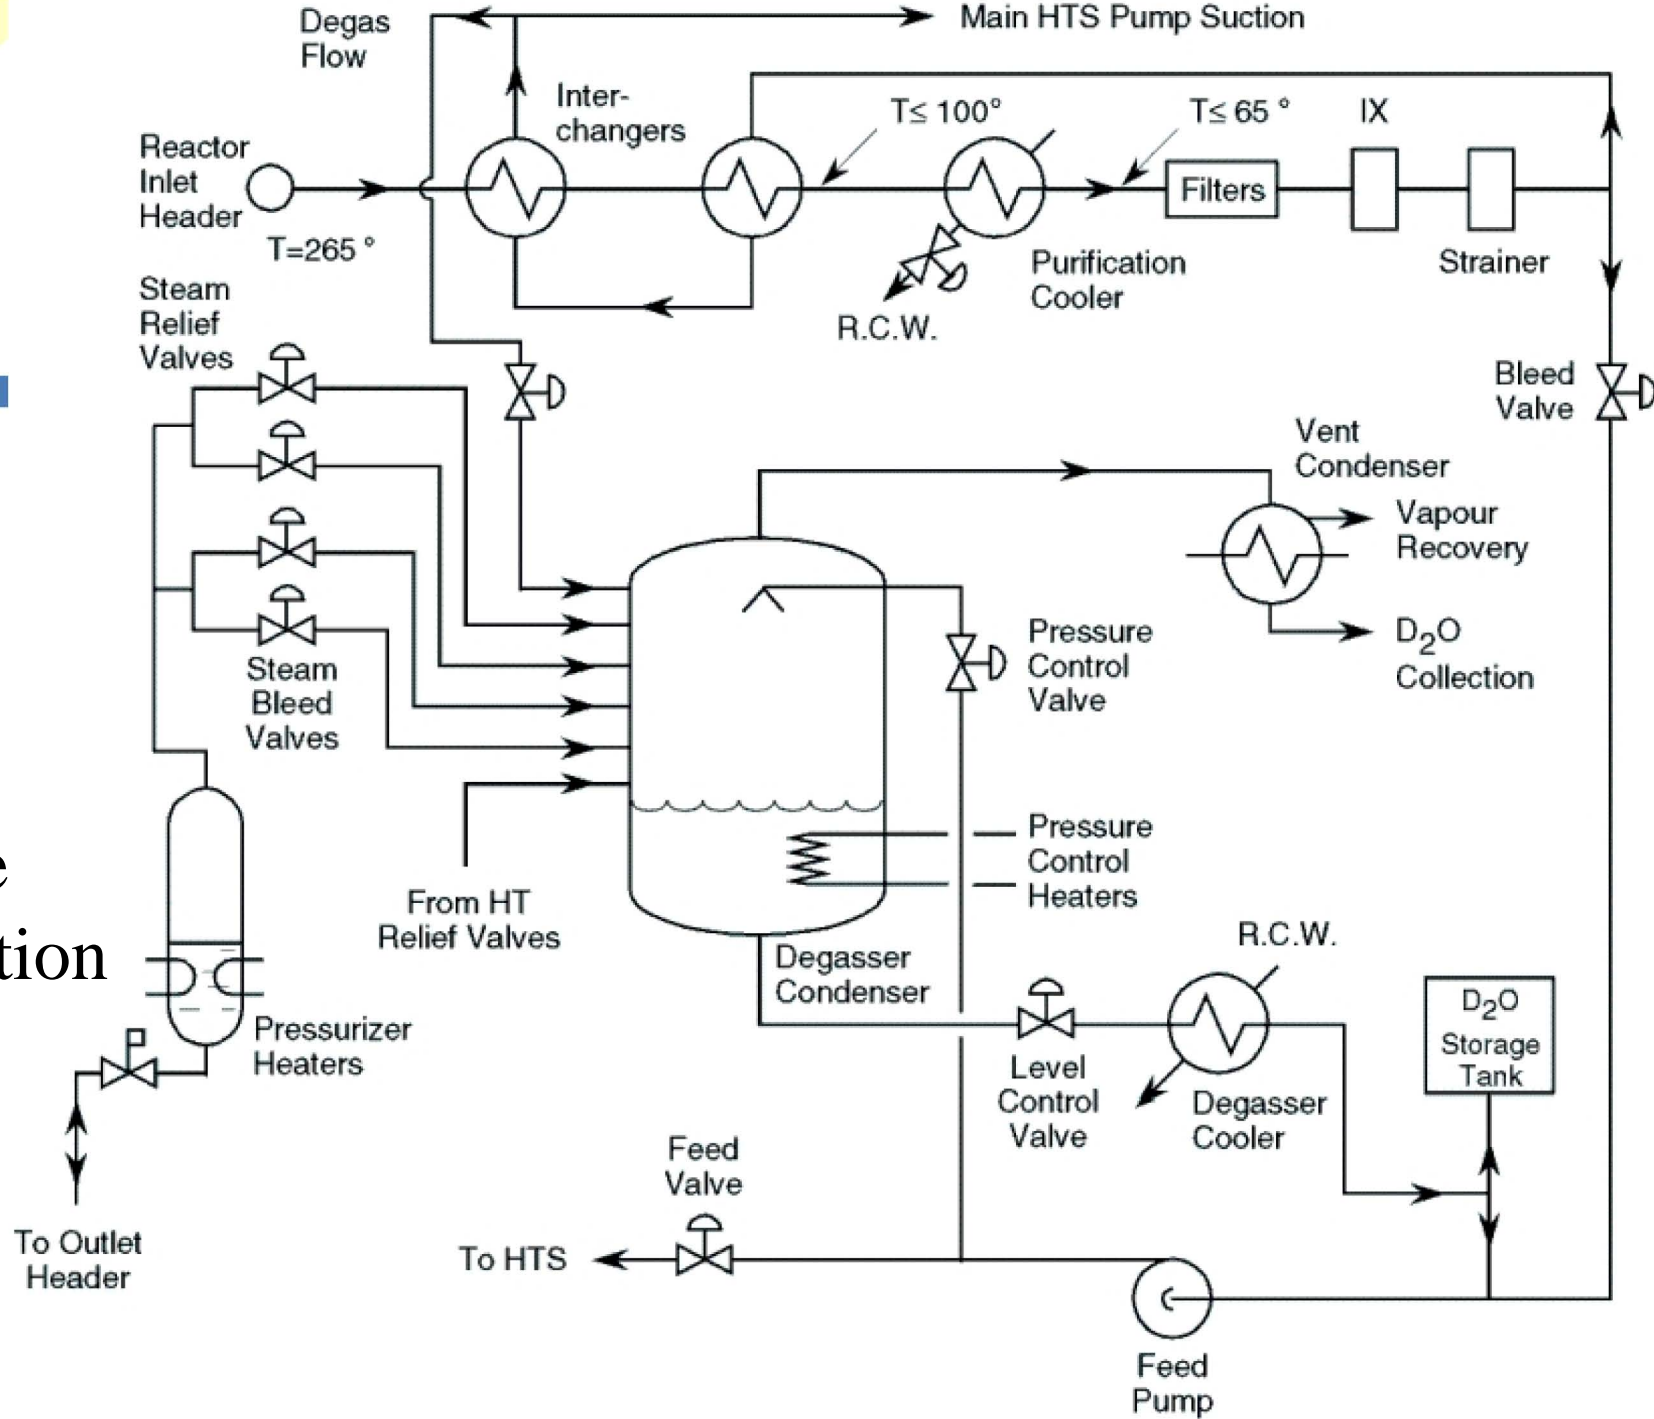 Degas
Flow
Main HTS Pump Suction
Inter-
changers
T≤ 100°
T≤ 65 °
IX
Reactor
Inlet
Header
T=265 °
Filters
Purification
Cooler
Strainer
R.C.W.
Steam
Relief
Valves
Bleed
Valve
Vent
Condenser
Vapour
Recovery
D2O
Collection
Steam
Bleed
Valves
Pressure
Control
Valve
Pressure
Control
Heaters
From HT
Relief Valves
Degasser
Condenser
R.C.W.
e
tion
Pressurizer
Heaters
Level
Control
Valve
Degasser
Cooler
D2O
Storage
Tank
Feed
Valve
To Outlet
Header
To HTS
Feed
Pump